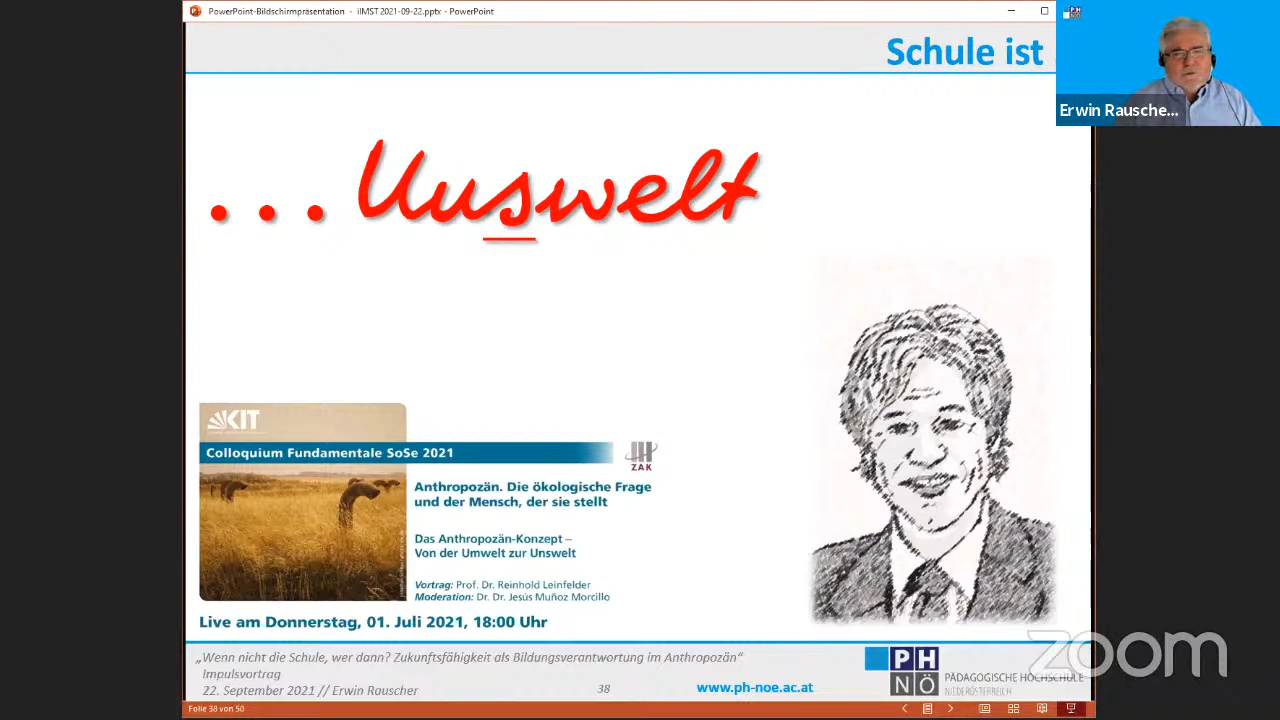 PowerPoint-Bildschirmpräsentation - iIMST2021-09-22.pptx - PowerPoint
Schule ist
Erwin Rausche...
... Unswelt
KIT
Colloquium Fundamentale SoSe 2021
ZAK
Anthropozän. Die ökologische Frage
und der Mensch, der sie stellt
Das Anthropozän-Konzept –
Von der Umwelt zur Unswelt
Vortrag: Prof. Dr. Reinhold Leinfelder
Moderation: Dr. Dr. Jesús Muñoz Morcillo
Live am Donnerstag, 01. Juli 2021, 18:00 Uhr
„Wenn nicht die Schule, wer dann? Zukunftsfähigkeit als Bildungsverantwortung im Anthropozän“
Impulsvortrag
22. September 2021 // Erwin Rauscher
38
www.ph-noe.ac.at
PH
NÖ
PÄDAGOGISCHE HOCHSCHULE
NIEDERÖSTERREICH
zoom
Folie 38 von 50